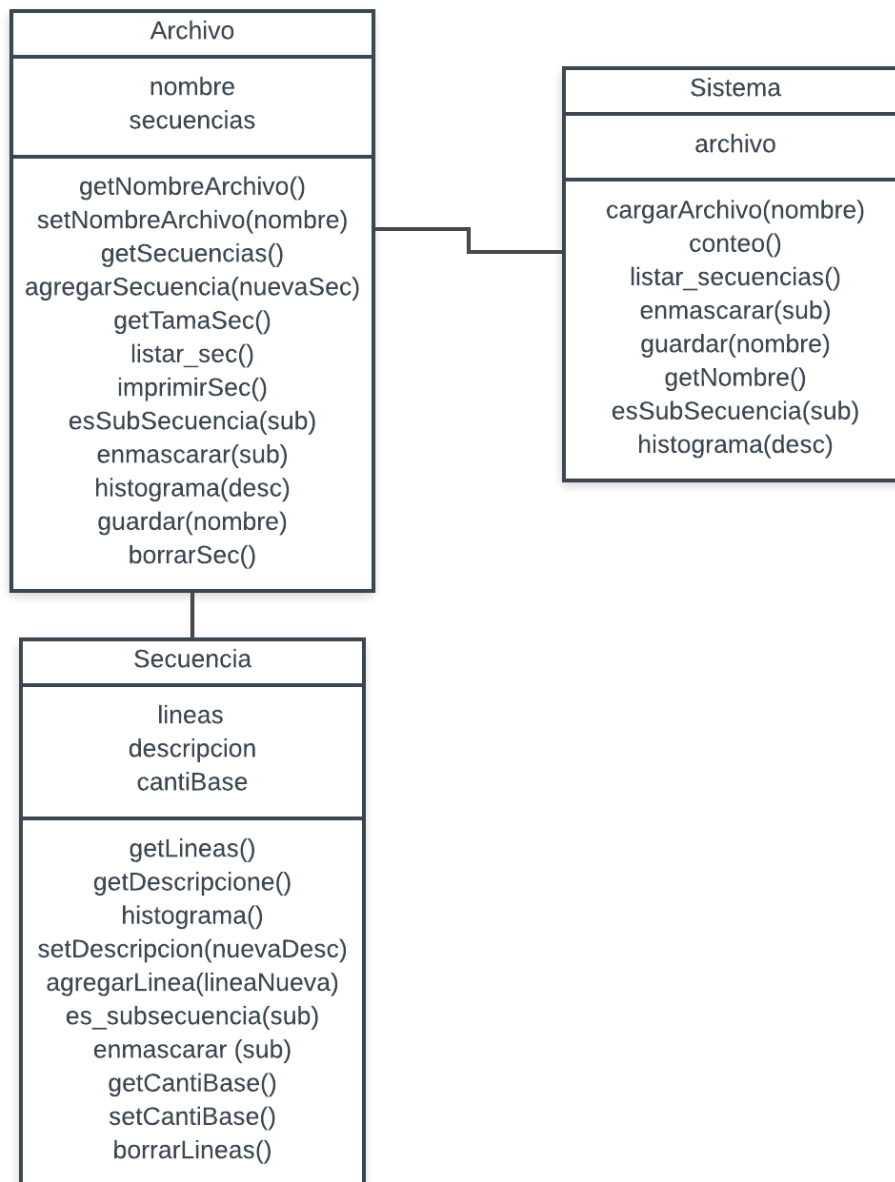 Archivo
nombre
secuencias
getNombreArchivo()
setNombreArchivo(nombre)
getSecuencias()
agregarSecuencia(nuevaSec)
getTamaSec()
listar_sec()
imprimirSec()
esSubSecuencia(sub)
enmascarar(sub)
histograma(desc)
guardar(nombre)
borrarSec()
Sistema
archivo
cargarArchivo(nombre)
conteo()
listar_secuencias()
enmascarar(sub)
guardar(nombre)
getNombre()
esSubSecuencia(sub)
histograma(desc)
Secuencia
lineas
descripcion
cantiBase
getLineas()
getDescripcione()
histograma()
setDescripcion(nuevaDesc)
agregarLinea(lineaNueva)
es_subsecuencia(sub)
enmascarar (sub)
getCantiBase()
setCantiBase()
borrarLineas()